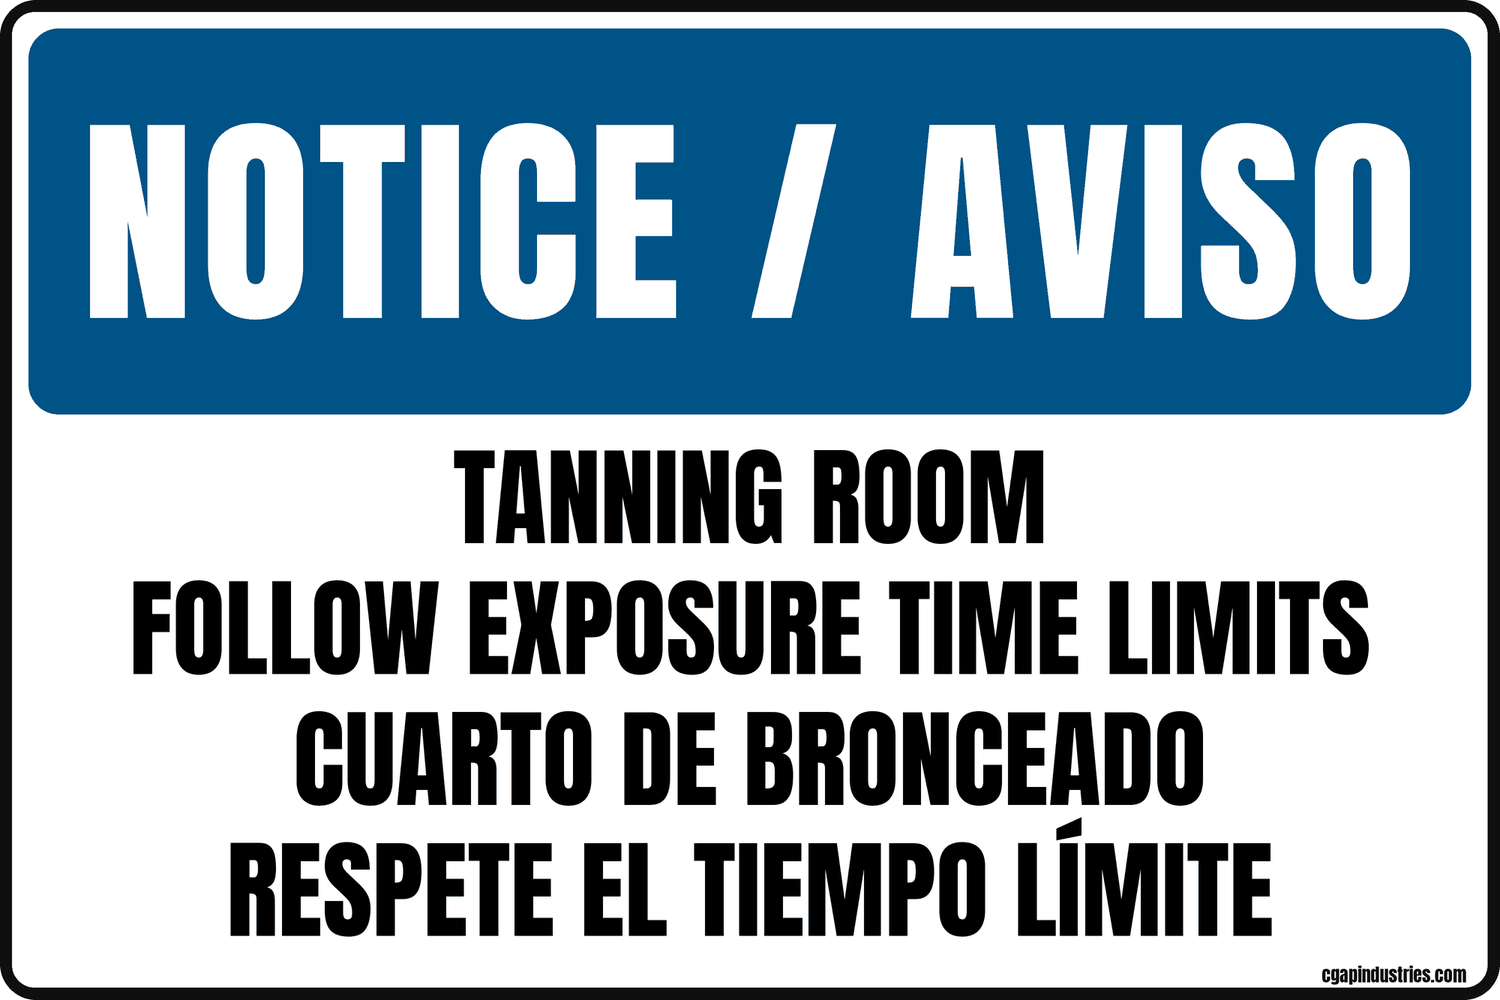 NOTICE / AVISO
TANNING ROOM
FOLLOW EXPOSURE TIME LIMITS
CUARTO DE BRONCEADO
RESPETE EL TIEMPO LÍMITE
cgapindustries.com